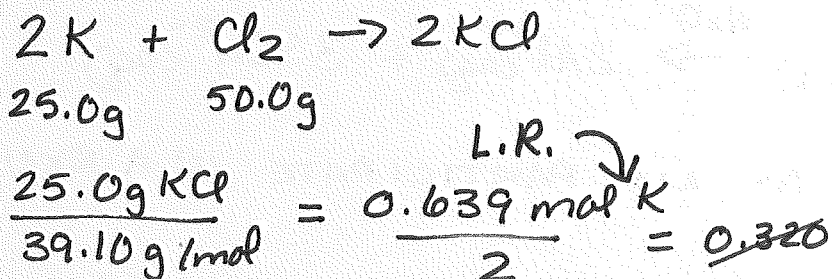 2K + Cl₂ → 2KCl
25.0g 50.0g
L.R.
25.0g KCl / 39.10 g/mol = 0.639 mol K / 2 = 0.320